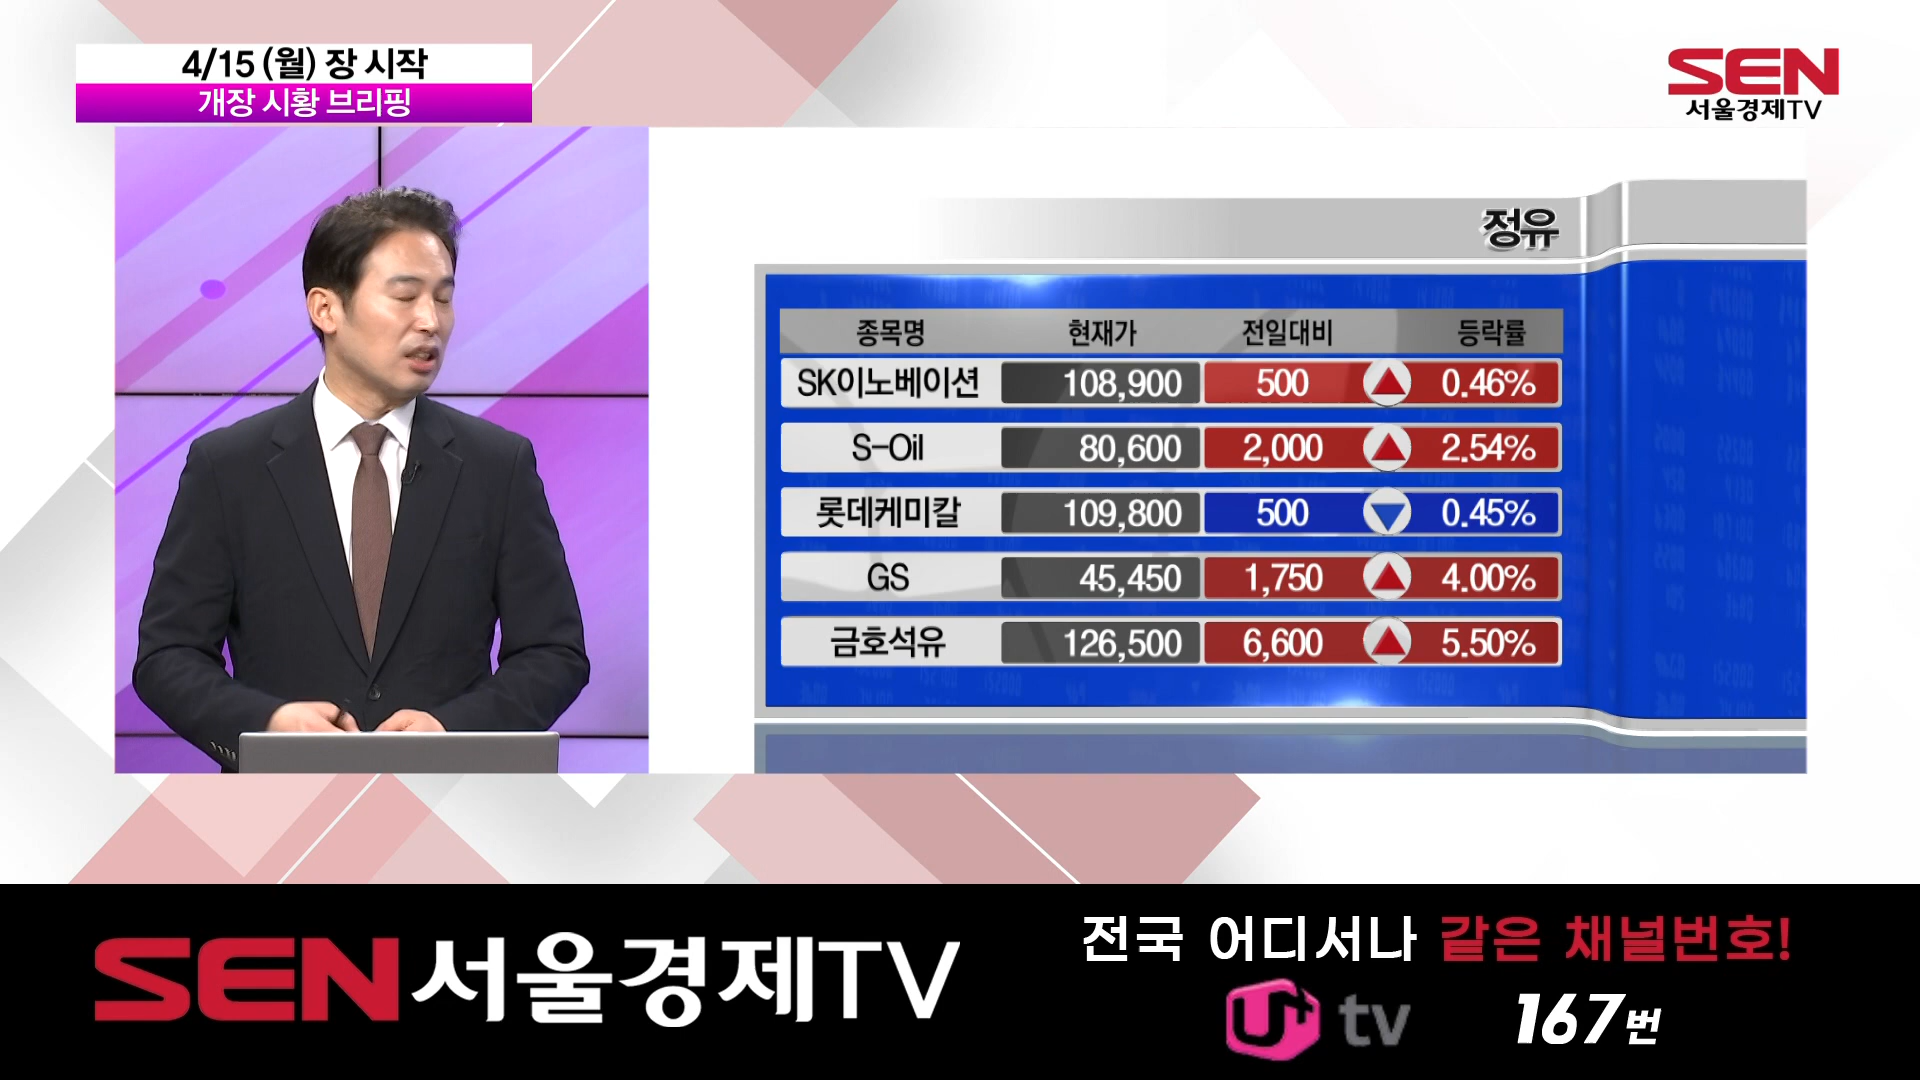 4/15 (월) 장 시작
개장 시황 브리핑
SEN
서울경제TV
정유
종목명 현재가 전일대비 등락률
SK이노베이션 108,900 500 ▲ 0.46%
S-Oil 80,600 2,000 ▲ 2.54%
롯데케미칼 109,800 500 ▼ 0.45%
GS 45,450 1,750 ▲ 4.00%
금호석유 126,500 6,600 ▲ 5.50%
SEN서울경제TV
전국 어디서나 같은 채널번호!
U+ tv 167번